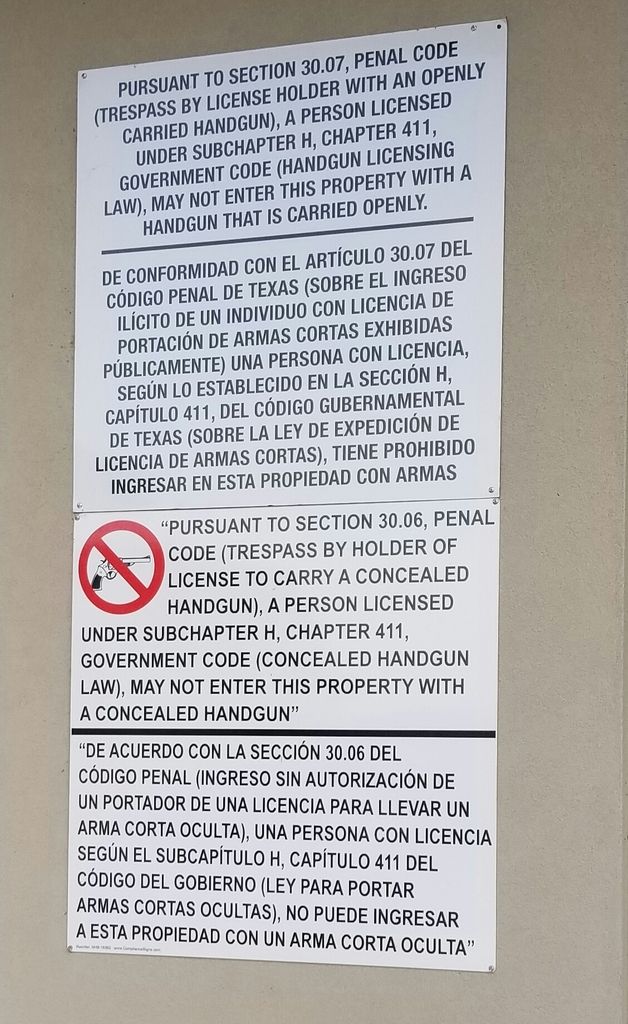 PURSUANT TO SECTION 30.07, PENAL CODE
(TRESPASS BY LICENSE HOLDER WITH AN OPENLY
CARRIED HANDGUN), A PERSON LICENSED
UNDER SUBCHAPTER H, CHAPTER 411,
GOVERNMENT CODE (HANDGUN LICENSING
LAW), MAY NOT ENTER THIS PROPERTY WITH A
HANDGUN THAT IS CARRIED OPENLY.
DE CONFORMIDAD CON EL ARTÍCULO 30.07 DEL
CÓDIGO PENAL DE TEXAS (SOBRE EL INGRESO
ILÍCITO DE UN INDIVIDUO CON LICENCIA DE
PORTACIÓN DE ARMAS CORTAS EXHIBIDAS
PÚBLICAMENTE) UNA PERSONA CON LICENCIA,
SEGÚN LO ESTABLECIDO EN LA SECCIÓN H,
CAPÍTULO 411, DEL CÓDIGO GUBERNAMENTAL
DE TEXAS (SOBRE LA LEY DE EXPEDICIÓN DE
LICENCIA DE ARMAS CORTAS), TIENE PROHIBIDO
INGRESAR EN ESTA PROPIEDAD CON ARMAS
"PURSUANT TO SECTION 30.06, PENAL
CODE (TRESPASS BY HOLDER OF
LICENSE TO CARRY A CONCEALED
HANDGUN), A PERSON LICENSED
UNDER SUBCHAPTER H, CHAPTER 411,
GOVERNMENT CODE (CONCEALED HANDGUN
LAW), MAY NOT ENTER THIS PROPERTY WITH
A CONCEALED HANDGUN"
"DE ACUERDO CON LA SECCIÓN 30.06 DEL
CÓDIGO PENAL (INGRESO SIN AUTORIZACIÓN DE
UN PORTADOR DE UNA LICENCIA PARA LLEVAR UN
ARMA CORTA OCULTA), UNA PERSONA CON LICENCIA
SEGÚN EL SUBCAPÍTULO H, CAPÍTULO 411 DEL
CÓDIGO DEL GOBIERNO (LEY PARA PORTAR
ARMAS CORTAS OCULTAS), NO PUEDE INGRESAR
A ESTA PROPIEDAD CON UN ARMA CORTA OCULTA"